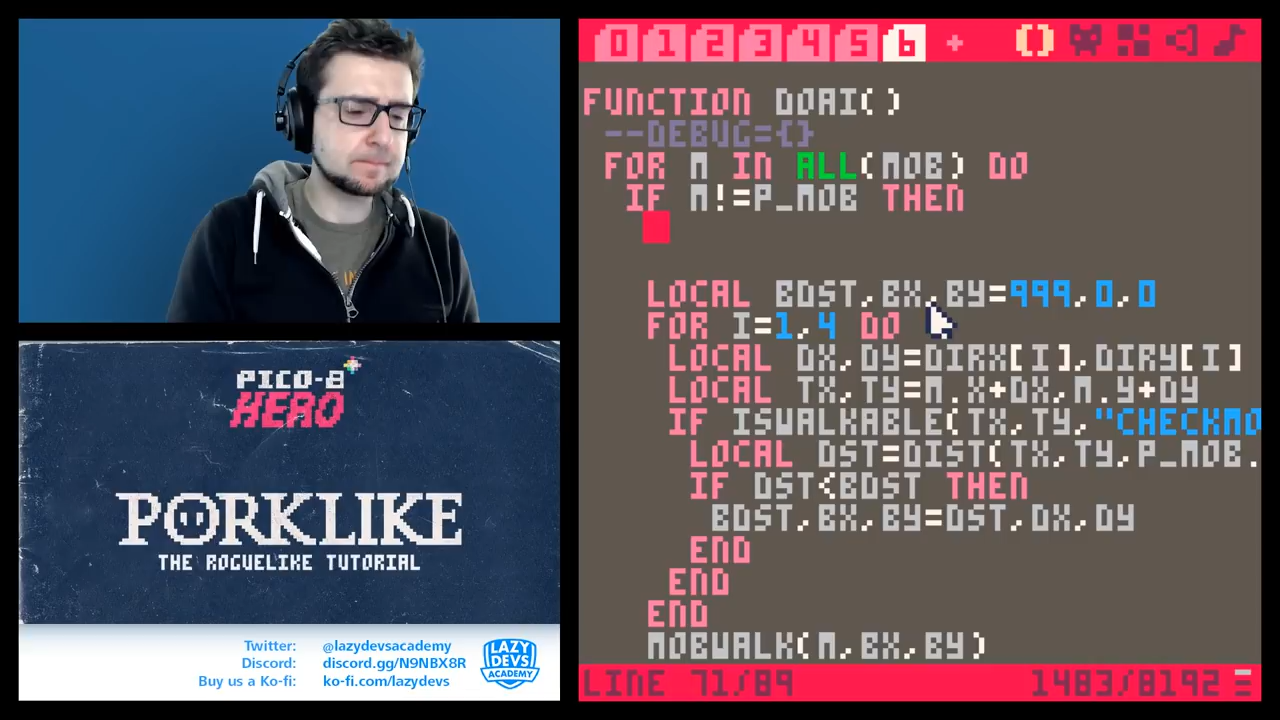 0 1 2 3 4 5 6 +
FUNCTION DOAI()
--DEBUG={}
FOR M IN ALL(MOB) DO
IF M!=P_MOB THEN
LOCAL BDST,BX,BY=999,0,0
FOR I=1,4 DO
LOCAL DX,DY=DIRX[I],DIRY[I]
LOCAL TX,TY=M.X+DX,M.Y+DY
IF ISWALKABLE(TX,TY,"CHECKMO
LOCAL DST=DIST(TX,TY,P_MOB.
IF DST<BDST THEN
BDST,BX,BY=DST,DX,DY
END
END
END
MOBWALK(M,BX,BY)
LINE 71/89 1483/8192
PICO-8
HERO
PORKLIKE
THE ROGUELIKE TUTORIAL
Twitter: @lazydevsacademy
Discord: discord.gg/N9NBX8R
Buy us a Ko-fi: ko-fi.com/lazydevs
LAZY
DEVS
ACADEMY